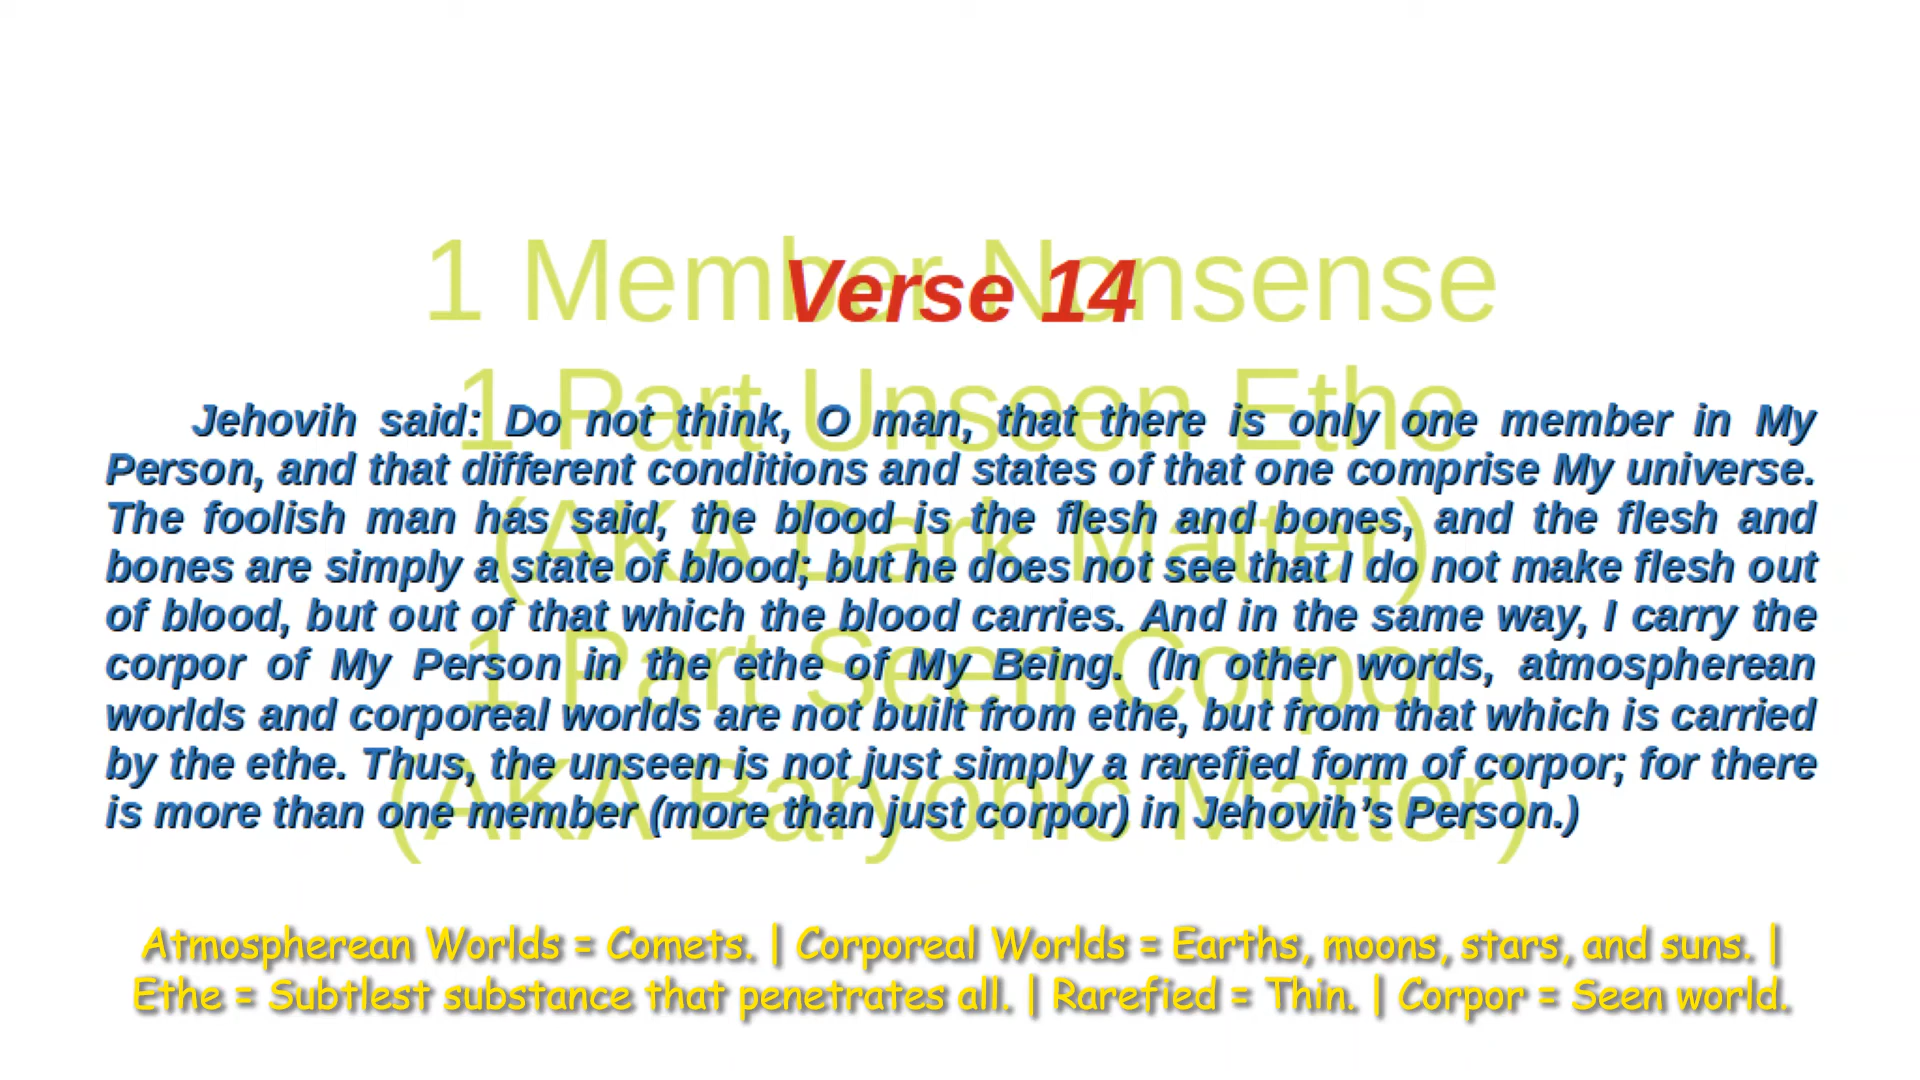 1 Member Nonsense
Verse 14
1 Part Unseen Ethe
Jehovih said: Do not think, O man, that there is only one member in My
Person, and that different conditions and states of that one comprise My universe.
The foolish man has said, the blood is the flesh and bones, and the flesh and
(AKA Dark Matter)
bones are simply a state of blood; but he does not see that I do not make flesh out
of blood, but out of that which the blood carries. And in the same way, I carry the
corpor of My Person in the ethe of My Being. (In other words, atmospherean
1 Part Seen Corpor
worlds and corporeal worlds are not built from ethe, but from that which is carried
by the ethe. Thus, the unseen is not just simply a rarefied form of corpor; for there
(AKA Baryonic Matter)
is more than one member (more than just corpor) in Jehovih’s Person.)
Atmospherean Worlds = Comets. | Corporeal Worlds = Earths, moons, stars, and suns. |
Ethe = Subtlest substance that penetrates all. | Rarefied = Thin. | Corpor = Seen world.